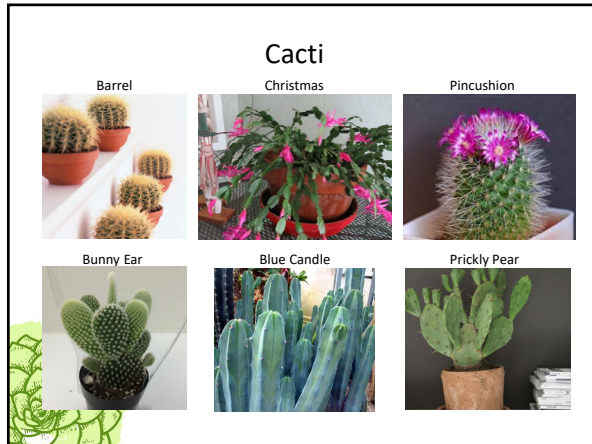 Cacti
Barrel
Christmas
Pincushion
Bunny Ear
Blue Candle
Prickly Pear